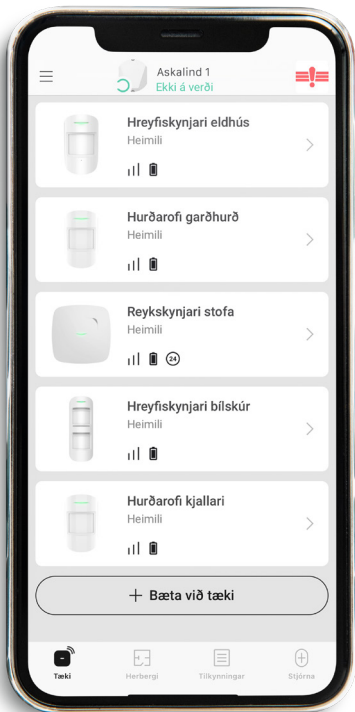 Askalind 1
Ekki á verði
Hreyfiskynjari eldhús
Heimili
Hurðarofi garðhurð
Heimili
Reykskynjari stofa
Heimili
24
Hreyfiskynjari bílskúr
Heimili
Hurðarofi kjallari
Heimili
+ Bæta við tæki
Tæki
Herbergi
Tilkynningar
Stjórna